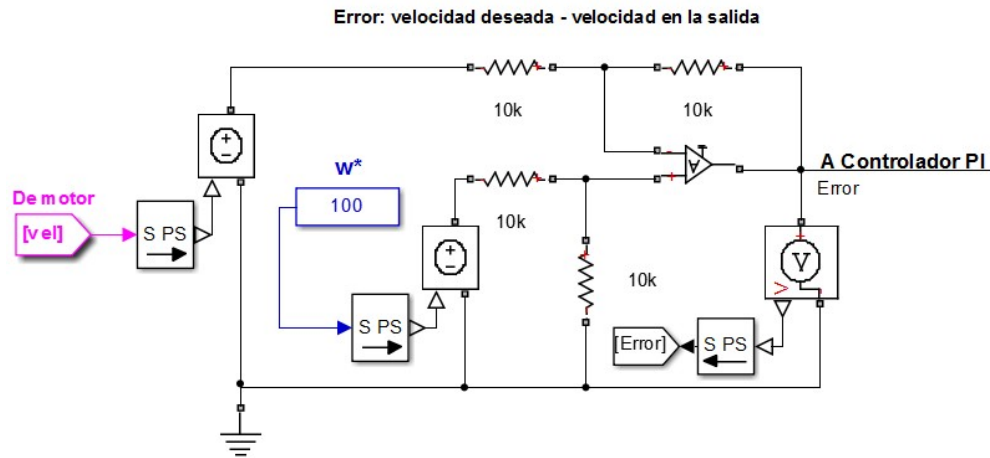 Error: velocidad deseada - velocidad en la salida
10k
10k
w*
100
De motor
[vel]
S PS
10k
A Controlador PI
Error
V
V
10k
S PS
[Error]
S PS